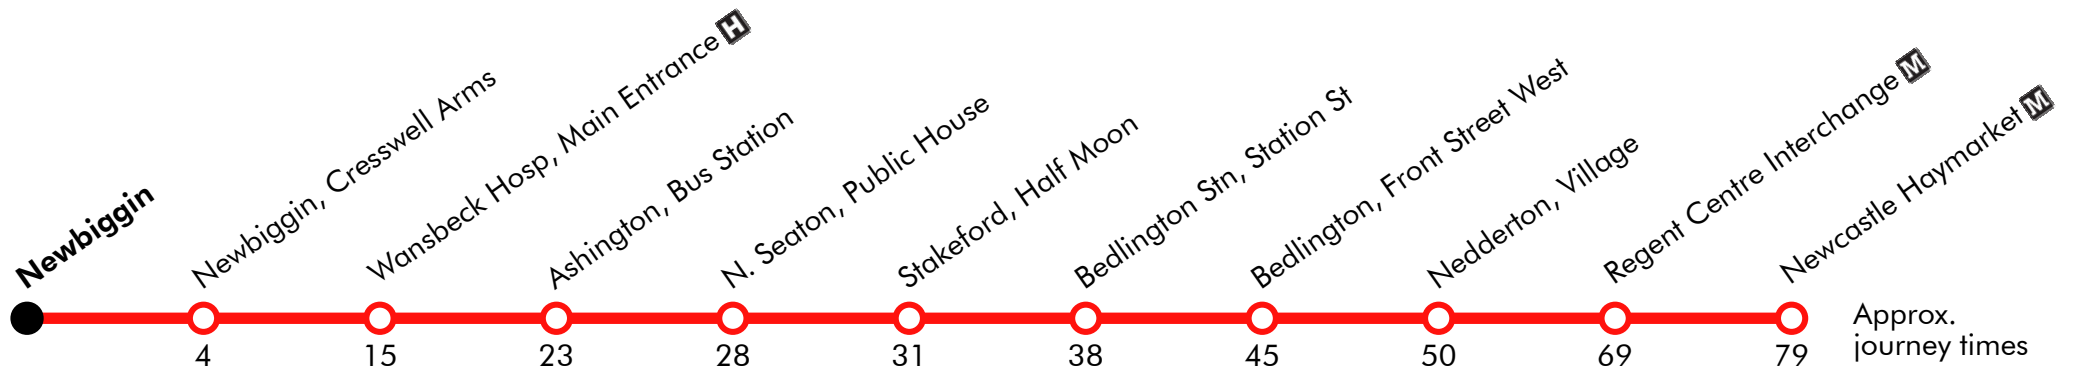 Newbiggin
Newbiggin, Cresswell Arms
Wansbeck Hosp, Main Entrance H
Ashington, Bus Station
N. Seaton, Public House
Stakeford, Half Moon
Bedlington Stn, Station St
Bedlington, Front Street West
Nedderton, Village
Regent Centre Interchange M
Newcastle Haymarket M
4 15 23 28 31 38 45 50 69 79
Approx.
journey times